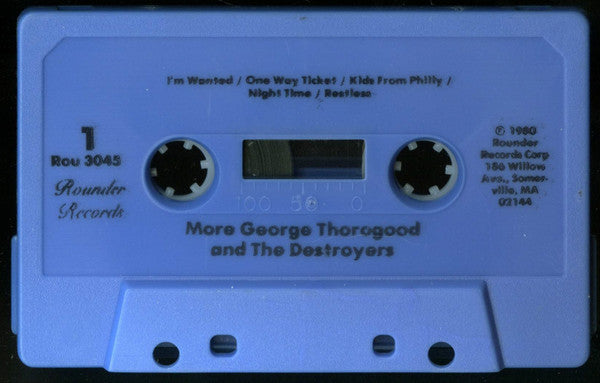 I'm Wanted / One Way Ticket / Kids From Philly /
Night Time / Restless
1
Rou 3045
Rounder
Records
℗ 1980
Rounder
Records Corp
186 Willow
Ave., Somer-
ville, MA
02144
100 50 0
More George Thorogood
and The Destroyers